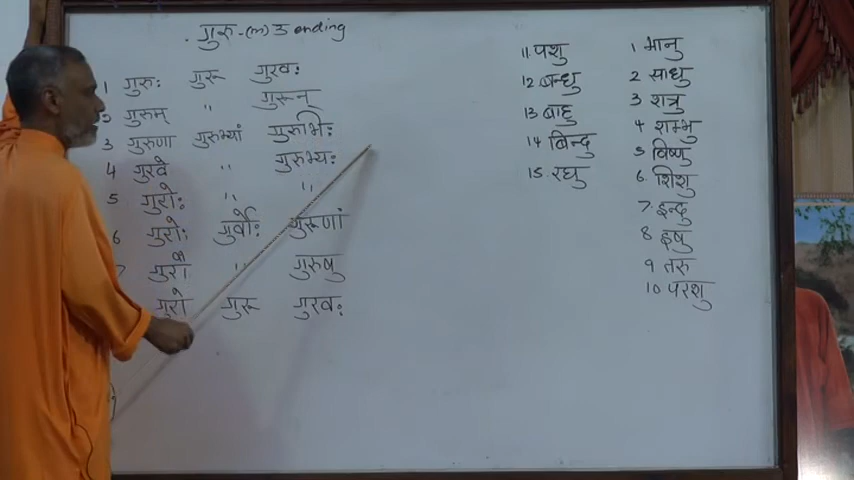 गुरु - (m) उ ending
1 गुरुः गुरू गुरवः
2 गुरुम् " गुरून्
3 गुरुणा गुरुभ्यां गुरुभिः
4 गुरवे " गुरुभ्यः
5 गुरोः " "
6 गुरोः गुर्वोः गुरूणां
7 गुरौ " गुरुषु
गुरो गुरू गुरवः
11. पशु
12 बन्धु
13 बाहु
14 बिन्दु
15. रघु
1 भानु
2 साधु
3 शत्रु
4 शम्भु
5 विष्णु
6. शिशु
7 इन्दु
8 इषु
9 तरु
10 परशु